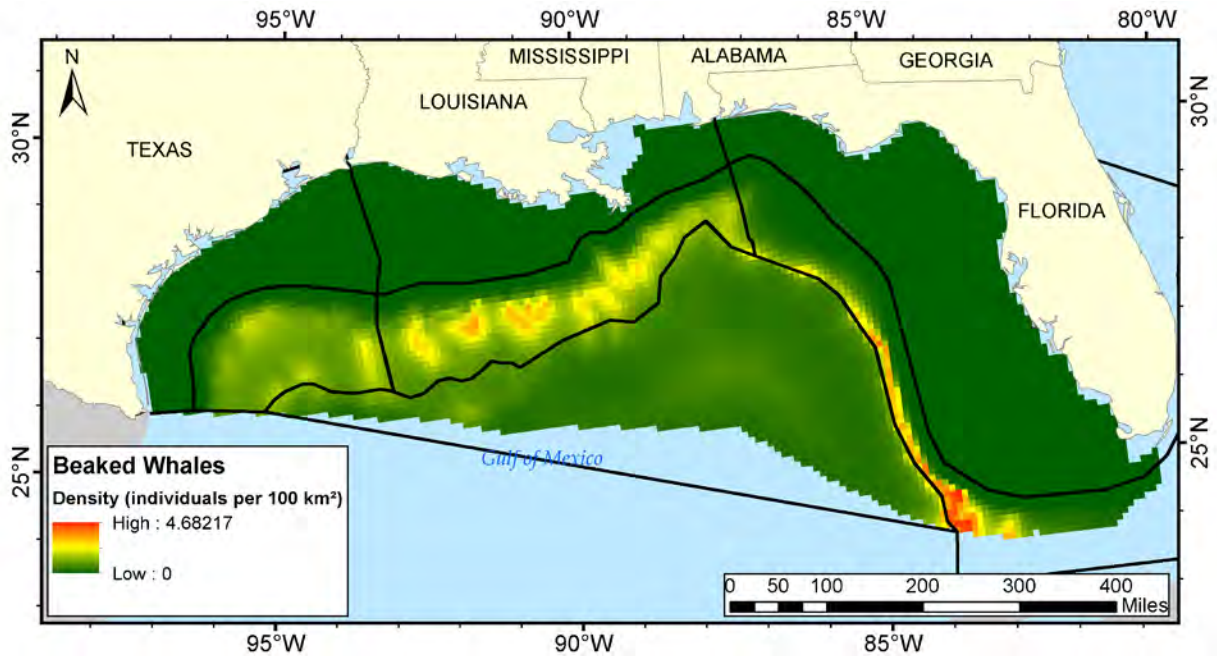 95°W 90°W 85°W 80°W
N
MISSISSIPPI ALABAMA GEORGIA
LOUISIANA
TEXAS
30°N 30°N
FLORIDA
25°N 25°N
Gulf of Mexico
Beaked Whales
Density (individuals per 100 km²)
High : 4.68217
Low : 0
0 50 100 200 300 400
Miles
95°W 90°W 85°W